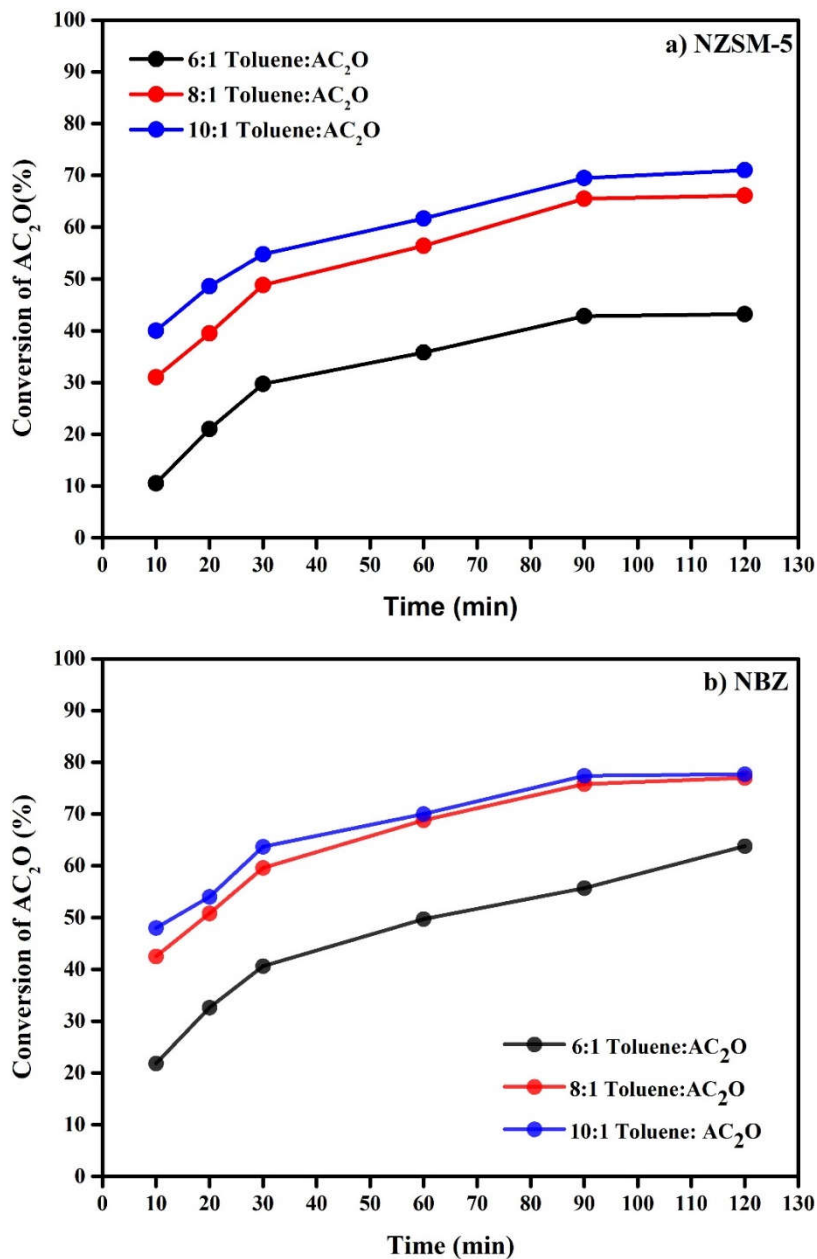 a) NZSM-5
6:1 Toluene:AC₂O
8:1 Toluene:AC₂O
10:1 Toluene:AC₂O
Conversion of AC₂O(%)
100
90
80
70
60
50
40
30
20
10
0
0 10 20 30 40 50 60 70 80 90 100 110 120 130
Time (min)
b) NBZ
Conversion of AC₂O (%)
100
90
80
70
60
50
40
30
20
10
0
6:1 Toluene:AC₂O
8:1 Toluene:AC₂O
10:1 Toluene: AC₂O
0 10 20 30 40 50 60 70 80 90 100 110 120 130
Time (min)